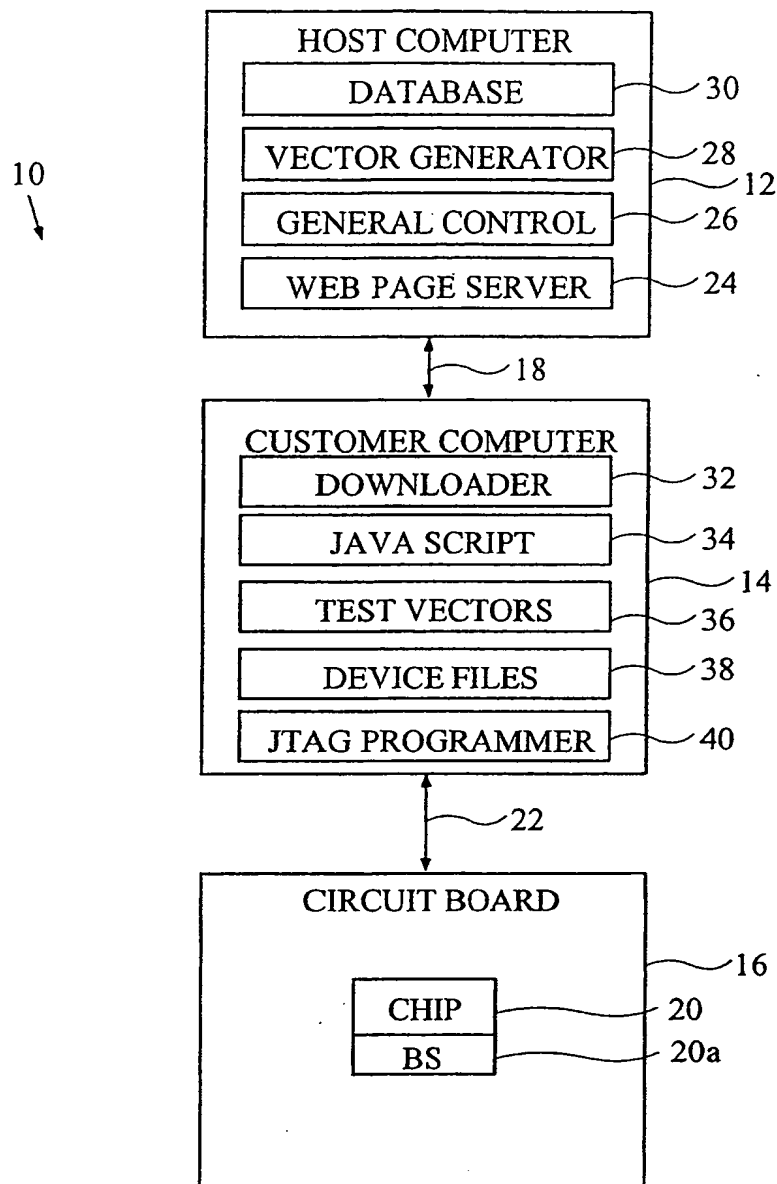 HOST COMPUTER
DATABASE
30
VECTOR GENERATOR
28
12
10
GENERAL CONTROL
26
WEB PAGE SERVER
24
18
CUSTOMER COMPUTER
DOWNLOADER
32
JAVA SCRIPT
34
14
TEST VECTORS
36
DEVICE FILES
38
JTAG PROGRAMMER
40
22
CIRCUIT BOARD
16
CHIP
20
BS
20a